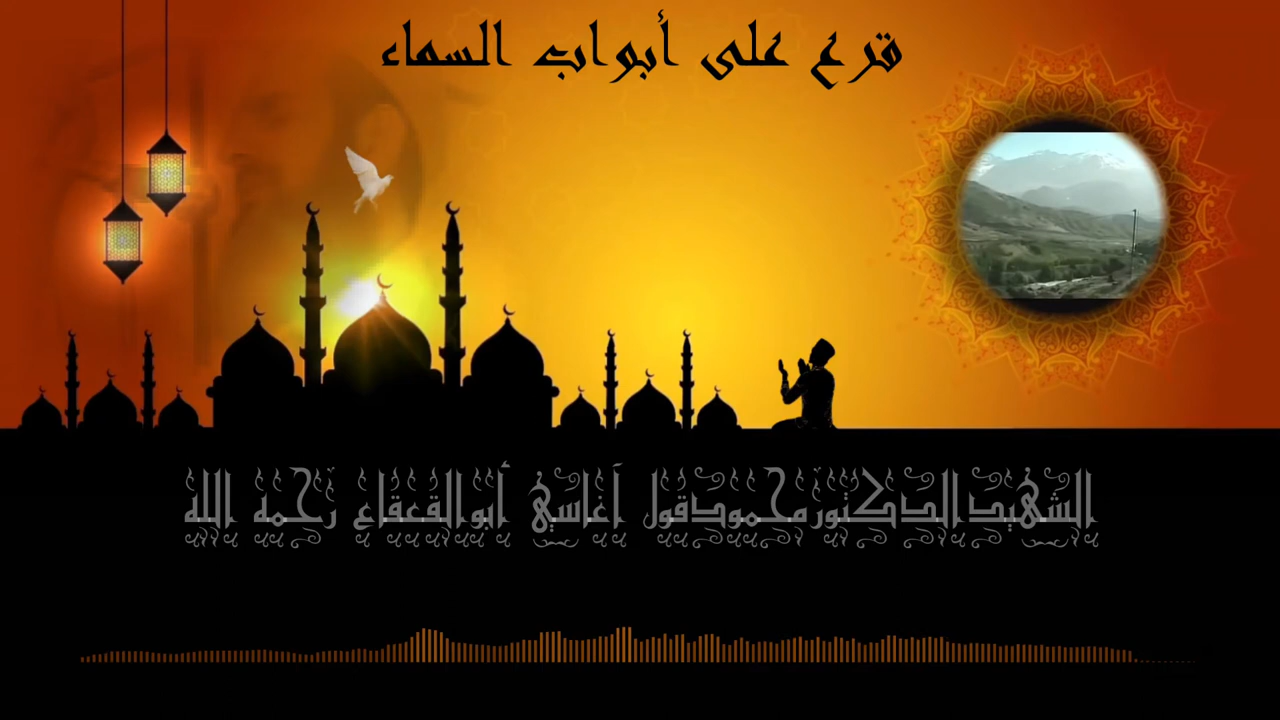 قرع على أبواب السماء
الشهيد الدكتور محمود قول آغاسي أبو القعقاع رحمه الله